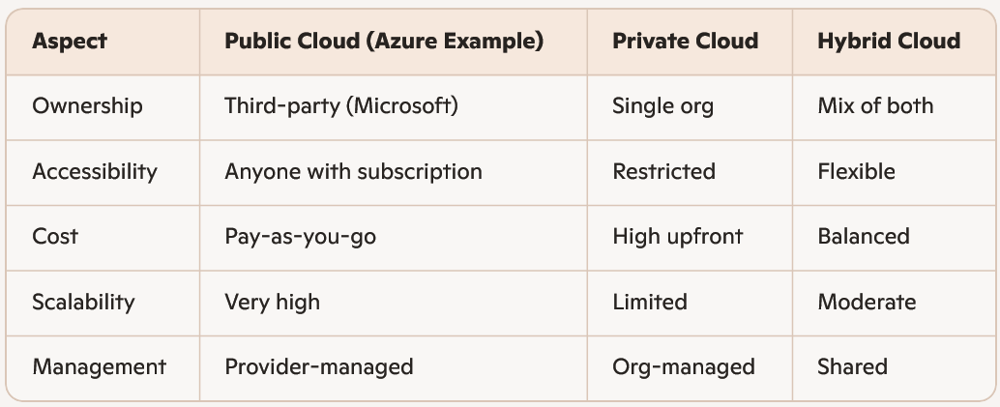 Aspect Public Cloud (Azure Example) Private Cloud Hybrid Cloud
Ownership Third-party (Microsoft) Single org Mix of both
Accessibility Anyone with subscription Restricted Flexible
Cost Pay-as-you-go High upfront Balanced
Scalability Very high Limited Moderate
Management Provider-managed Org-managed Shared